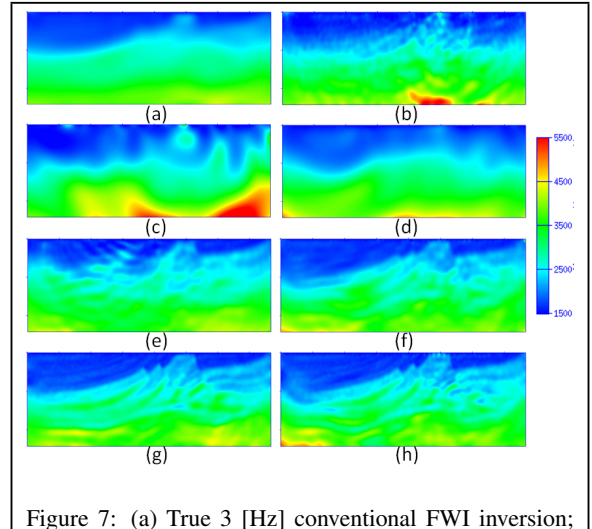 (a)
(b)
(c)
(d)
5500
4500
3500
2500
1500
(e)
(f)
(g)
(h)
Figure 7: (a) True 3 [Hz] conventional FWI inversion;